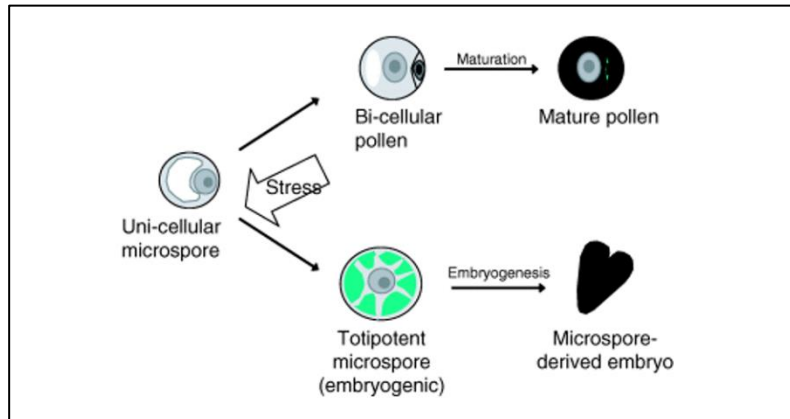 Maturation
Bi-cellular
pollen
Mature pollen
Stress
Uni-cellular
microspore
Embryogenesis
Totipotent
microspore
(embryogenic)
Microspore-
derived embryo